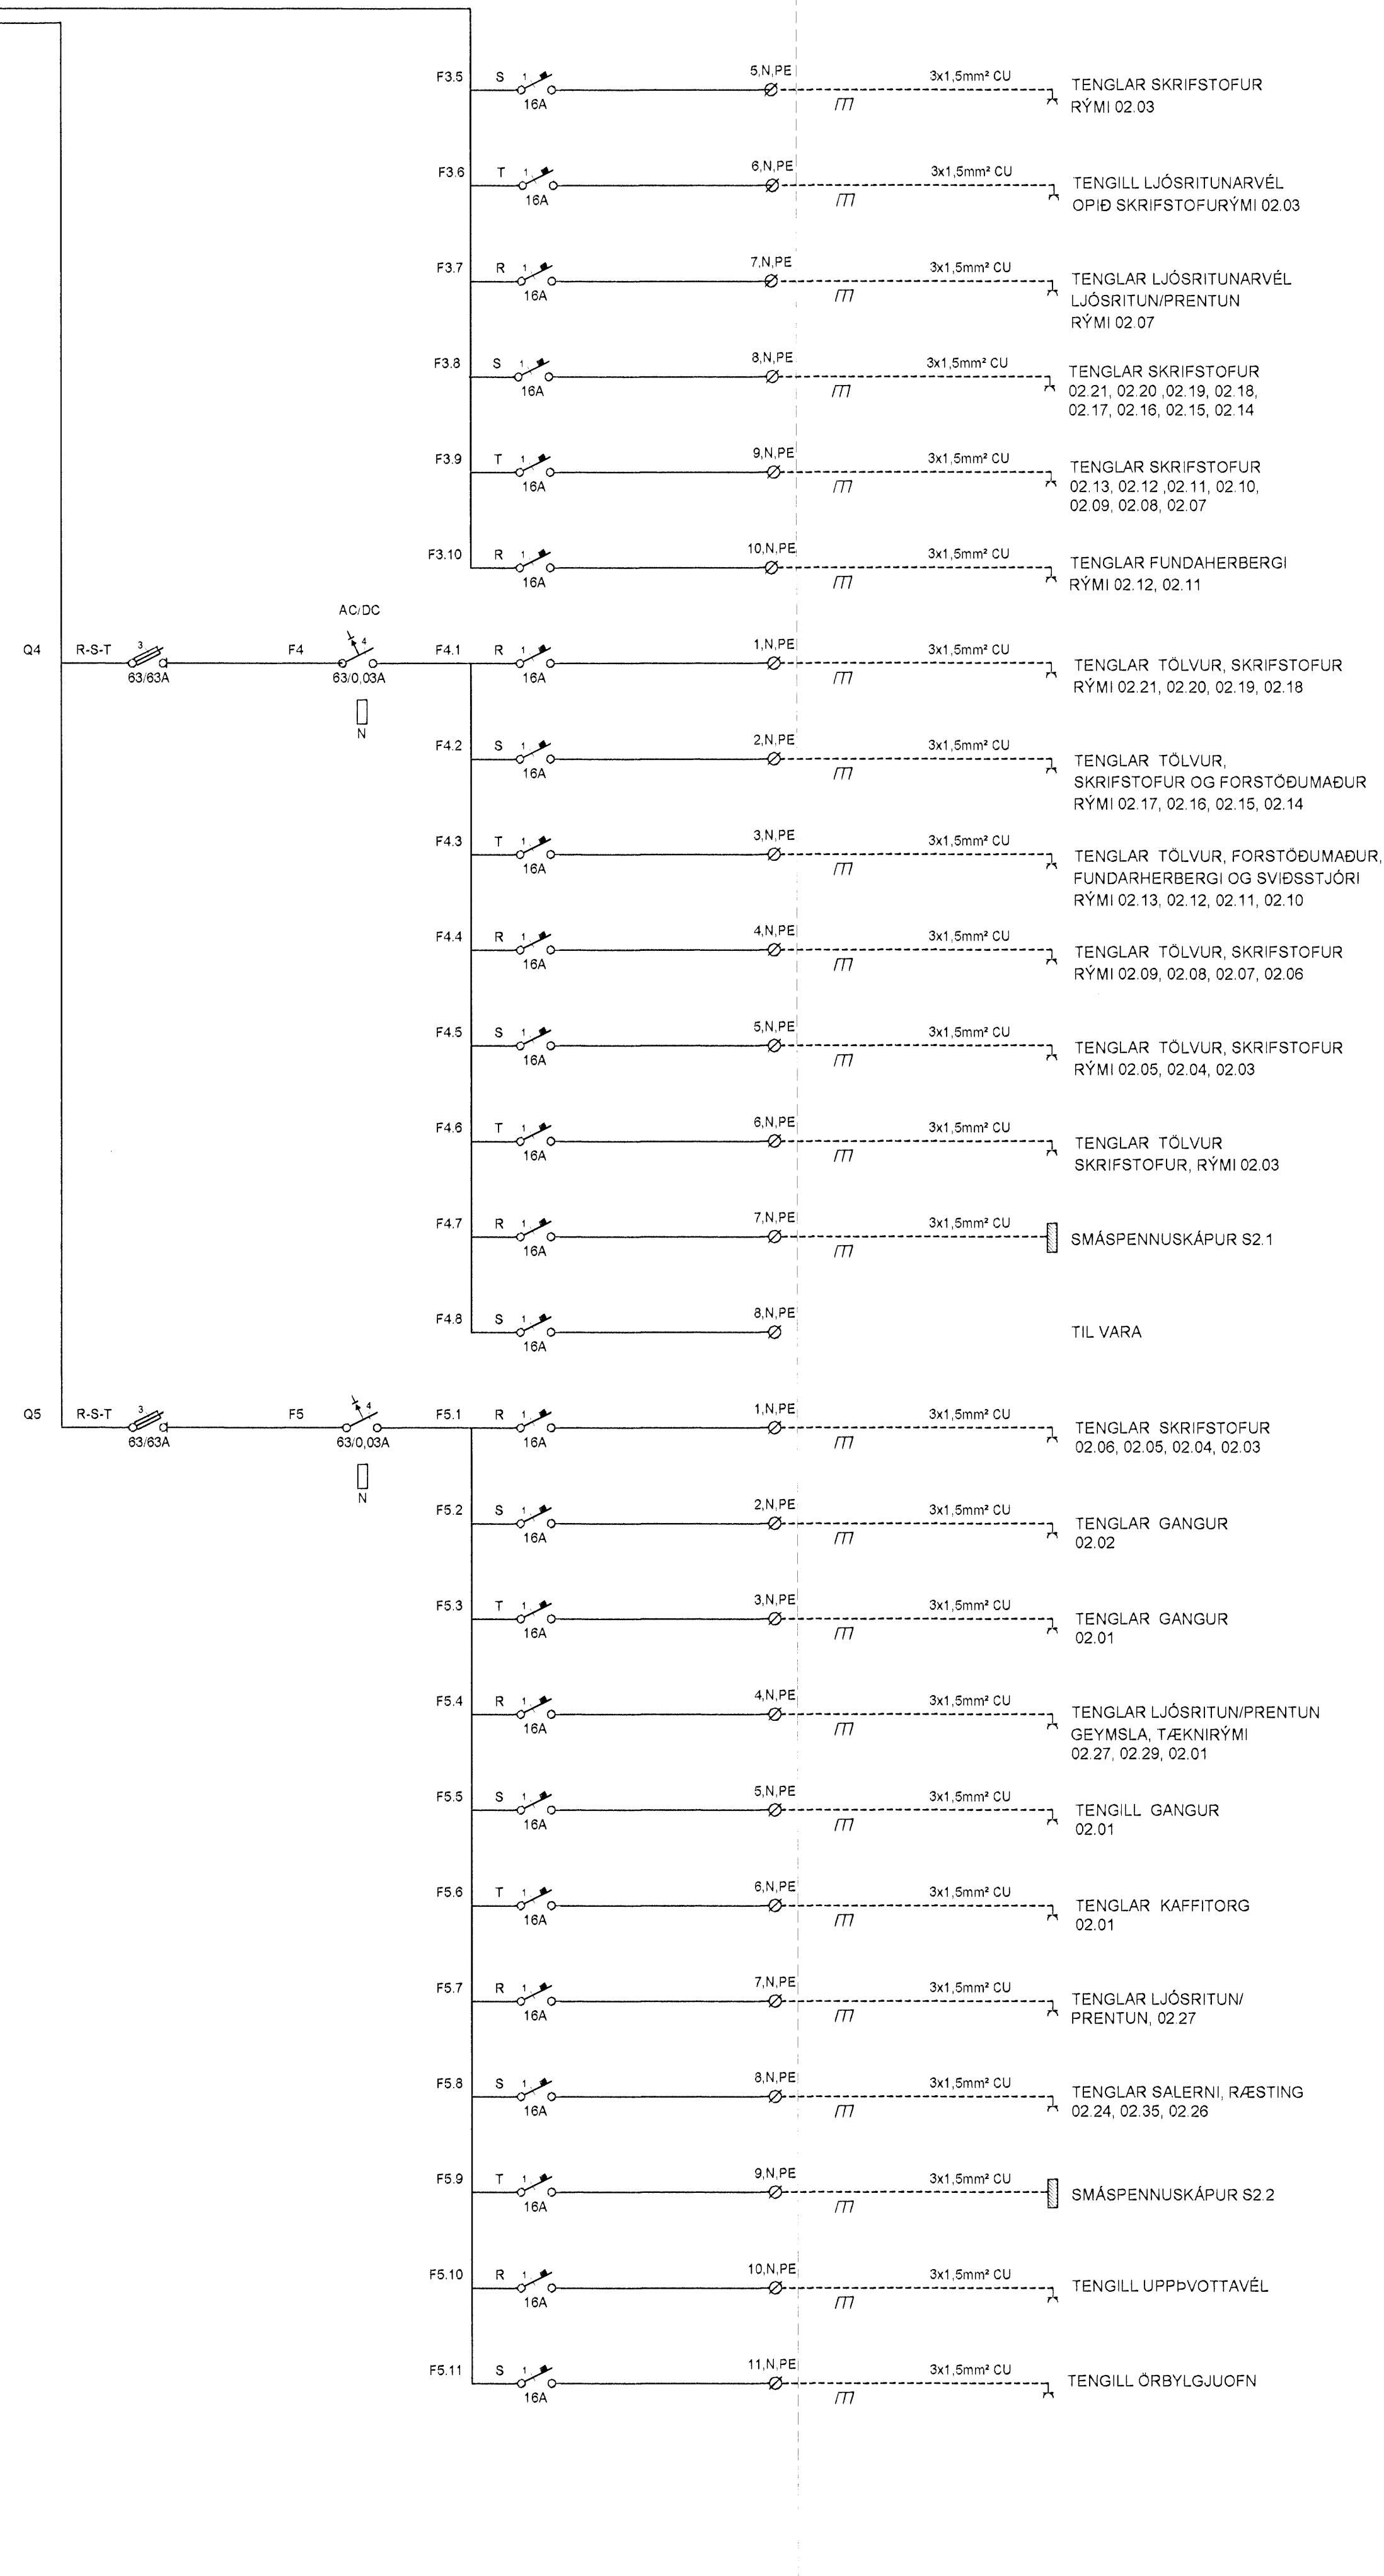 F3.5 S 1 16A 5,N,PE 3x1,5mm² CU TENGLAR SKRIFSTOFUR
RÝMI 02.03
F3.6 T 1 16A 6,N,PE 3x1,5mm² CU TENGILL LJÓSRITUNARVÉL
OPIÐ SKRIFSTOFURÝMI 02.03
F3.7 R 1 16A 7,N,PE 3x1,5mm² CU TENGLAR LJÓSRITUNARVÉL
LJÓSRITUN/PRENTUN
RÝMI 02.07
F3.8 S 1 16A 8,N,PE 3x1,5mm² CU TENGLAR SKRIFSTOFUR
02.21, 02.20 ,02.19, 02.18,
02.17, 02.16, 02.15, 02.14
F3.9 T 1 16A 9,N,PE 3x1,5mm² CU TENGLAR SKRIFSTOFUR
02.13, 02.12 ,02.11, 02.10,
02.09, 02.08, 02.07
F3.10 R 1 16A 10,N,PE 3x1,5mm² CU TENGLAR FUNDAHERBERGI
RÝMI 02.12, 02.11
AC/DC
Q4 R-S-T 3 63/63A F4 4 63/0,03A N F4.1 R 1 16A 1,N,PE 3x1,5mm² CU TENGLAR TÖLVUR, SKRIFSTOFUR
RÝMI 02.21, 02.20, 02.19, 02.18
F4.2 S 1 16A 2,N,PE 3x1,5mm² CU TENGLAR TÖLVUR,
SKRIFSTOFUR OG FORSTÖÐUMAÐUR
RÝMI 02.17, 02.16, 02.15, 02.14
F4.3 T 1 16A 3,N,PE 3x1,5mm² CU TENGLAR TÖLVUR, FORSTÖÐUMAÐUR,
FUNDARHERBERGI OG SVIÐSSTJÓRI
RÝMI 02.13, 02.12, 02.11, 02.10
F4.4 R 1 16A 4,N,PE 3x1,5mm² CU TENGLAR TÖLVUR, SKRIFSTOFUR
RÝMI 02.09, 02.08, 02.07, 02.06
F4.5 S 1 16A 5,N,PE 3x1,5mm² CU TENGLAR TÖLVUR, SKRIFSTOFUR
RÝMI 02.05, 02.04, 02.03
F4.6 T 1 16A 6,N,PE 3x1,5mm² CU TENGLAR TÖLVUR
SKRIFSTOFUR, RÝMI 02.03
F4.7 R 1 16A 7,N,PE 3x1,5mm² CU SMÁSPENNUSKÁPUR S2.1
F4.8 S 1 16A 8,N,PE TIL VARA
Q5 R-S-T 3 63/63A F5 4 63/0,03A N F5.1 R 1 16A 1,N,PE 3x1,5mm² CU TENGLAR SKRIFSTOFUR
02.06, 02.05, 02.04, 02.03
F5.2 S 1 16A 2,N,PE 3x1,5mm² CU TENGLAR GANGUR
02.02
F5.3 T 1 16A 3,N,PE 3x1,5mm² CU TENGLAR GANGUR
02.01
F5.4 R 1 16A 4,N,PE 3x1,5mm² CU TENGLAR LJÓSRITUN/PRENTUN
GEYMSLA, TÆKNIRÝMI
02.27, 02.29, 02.01
F5.5 S 1 16A 5,N,PE 3x1,5mm² CU TENGILL GANGUR
02.01
F5.6 T 1 16A 6,N,PE 3x1,5mm² CU TENGLAR KAFFITORG
02.01
F5.7 R 1 16A 7,N,PE 3x1,5mm² CU TENGLAR LJÓSRITUN/
PRENTUN, 02.27
F5.8 S 1 16A 8,N,PE 3x1,5mm² CU TENGLAR SALERNI, RÆSTING
02.24, 02.35, 02.26
F5.9 T 1 16A 9,N,PE 3x1,5mm² CU SMÁSPENNUSKÁPUR S2.2
F5.10 R 1 16A 10,N,PE 3x1,5mm² CU TENGILL UPPÞVOTTAVÉL
F5.11 S 1 16A 11,N,PE 3x1,5mm² CU TENGILL ÖRBYLGJUOFN